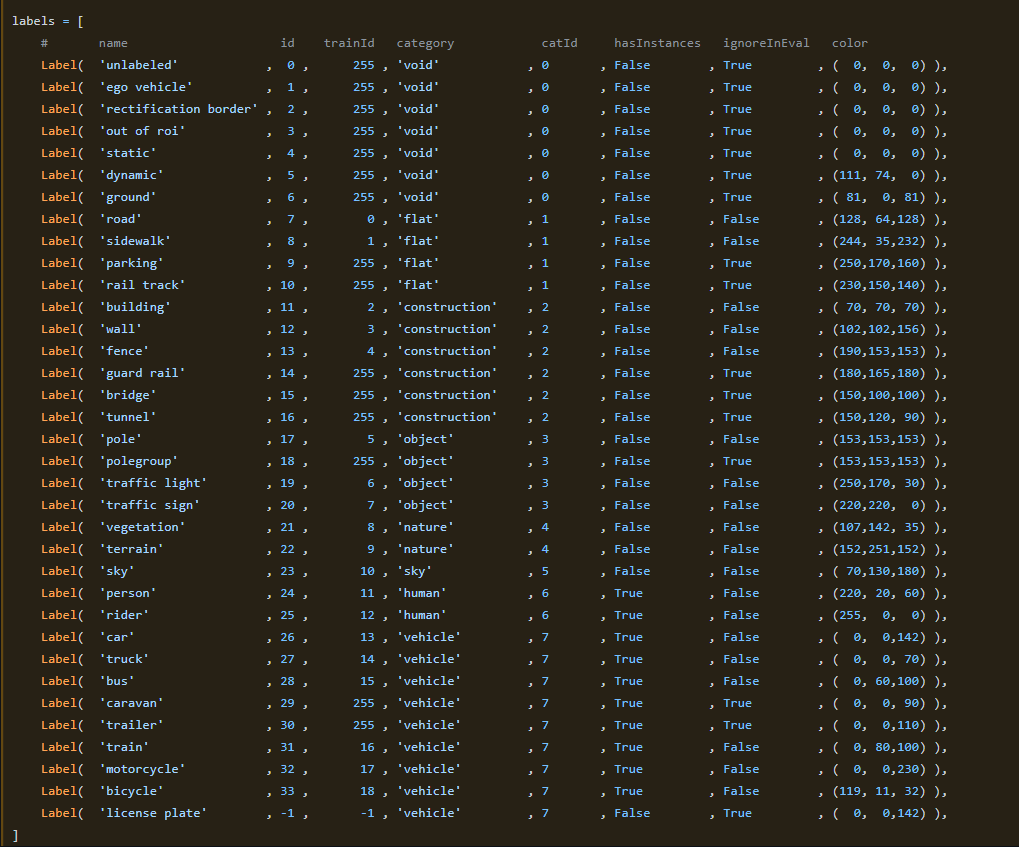 labels = [
    #       name                     id    trainId   category            catId     hasInstances   ignoreInEval   color
    Label(  'unlabeled'            ,  0 ,      255 , 'void'            , 0       , False        , True         , (  0,  0,  0) ),
    Label(  'ego vehicle'          ,  1 ,      255 , 'void'            , 0       , False        , True         , (  0,  0,  0) ),
    Label(  'rectification border' ,  2 ,      255 , 'void'            , 0       , False        , True         , (  0,  0,  0) ),
    Label(  'out of roi'           ,  3 ,      255 , 'void'            , 0       , False        , True         , (  0,  0,  0) ),
    Label(  'static'               ,  4 ,      255 , 'void'            , 0       , False        , True         , (  0,  0,  0) ),
    Label(  'dynamic'              ,  5 ,      255 , 'void'            , 0       , False        , True         , (111, 74,  0) ),
    Label(  'ground'               ,  6 ,      255 , 'void'            , 0       , False        , True         , ( 81,  0, 81) ),
    Label(  'road'                 ,  7 ,        0 , 'flat'            , 1       , False        , False        , (128, 64,128) ),
    Label(  'sidewalk'             ,  8 ,        1 , 'flat'            , 1       , False        , False        , (244, 35,232) ),
    Label(  'parking'              ,  9 ,      255 , 'flat'            , 1       , False        , True         , (250,170,160) ),
    Label(  'rail track'           , 10 ,      255 , 'flat'            , 1       , False        , True         , (230,150,140) ),
    Label(  'building'             , 11 ,        2 , 'construction'    , 2       , False        , False        , ( 70, 70, 70) ),
    Label(  'wall'                 , 12 ,        3 , 'construction'    , 2       , False        , False        , (102,102,156) ),
    Label(  'fence'                , 13 ,        4 , 'construction'    , 2       , False        , False        , (190,153,153) ),
    Label(  'guard rail'           , 14 ,      255 , 'construction'    , 2       , False        , True         , (180,165,180) ),
    Label(  'bridge'               , 15 ,      255 , 'construction'    , 2       , False        , True         , (150,100,100) ),
    Label(  'tunnel'               , 16 ,      255 , 'construction'    , 2       , False        , True         , (150,120, 90) ),
    Label(  'pole'                 , 17 ,        5 , 'object'          , 3       , False        , False        , (153,153,153) ),
    Label(  'polegroup'            , 18 ,      255 , 'object'          , 3       , False        , True         , (153,153,153) ),
    Label(  'traffic light'        , 19 ,        6 , 'object'          , 3       , False        , False        , (250,170, 30) ),
    Label(  'traffic sign'         , 20 ,        7 , 'object'          , 3       , False        , False        , (220,220,  0) ),
    Label(  'vegetation'           , 21 ,        8 , 'nature'          , 4       , False        , False        , (107,142, 35) ),
    Label(  'terrain'              , 22 ,        9 , 'nature'          , 4       , False        , False        , (152,251,152) ),
    Label(  'sky'                  , 23 ,       10 , 'sky'             , 5       , False        , False        , ( 70,130,180) ),
    Label(  'person'               , 24 ,       11 , 'human'           , 6       , True         , False        , (220, 20, 60) ),
    Label(  'rider'                , 25 ,       12 , 'human'           , 6       , True         , False        , (255,  0,  0) ),
    Label(  'car'                  , 26 ,       13 , 'vehicle'         , 7       , True         , False        , (  0,  0,142) ),
    Label(  'truck'                , 27 ,       14 , 'vehicle'         , 7       , True         , False        , (  0,  0, 70) ),
    Label(  'bus'                  , 28 ,       15 , 'vehicle'         , 7       , True         , False        , (  0, 60,100) ),
    Label(  'caravan'              , 29 ,      255 , 'vehicle'         , 7       , True         , True         , (  0,  0, 90) ),
    Label(  'trailer'              , 30 ,      255 , 'vehicle'         , 7       , True         , True         , (  0,  0,110) ),
    Label(  'train'                , 31 ,       16 , 'vehicle'         , 7       , True         , False        , (  0, 80,100) ),
    Label(  'motorcycle'           , 32 ,       17 , 'vehicle'         , 7       , True         , False        , (  0,  0,230) ),
    Label(  'bicycle'              , 33 ,       18 , 'vehicle'         , 7       , True         , False        , (119, 11, 32) ),
    Label(  'license plate'        , -1 ,       -1 , 'vehicle'         , 7       , False        , True         , (  0,  0,142) ),
]